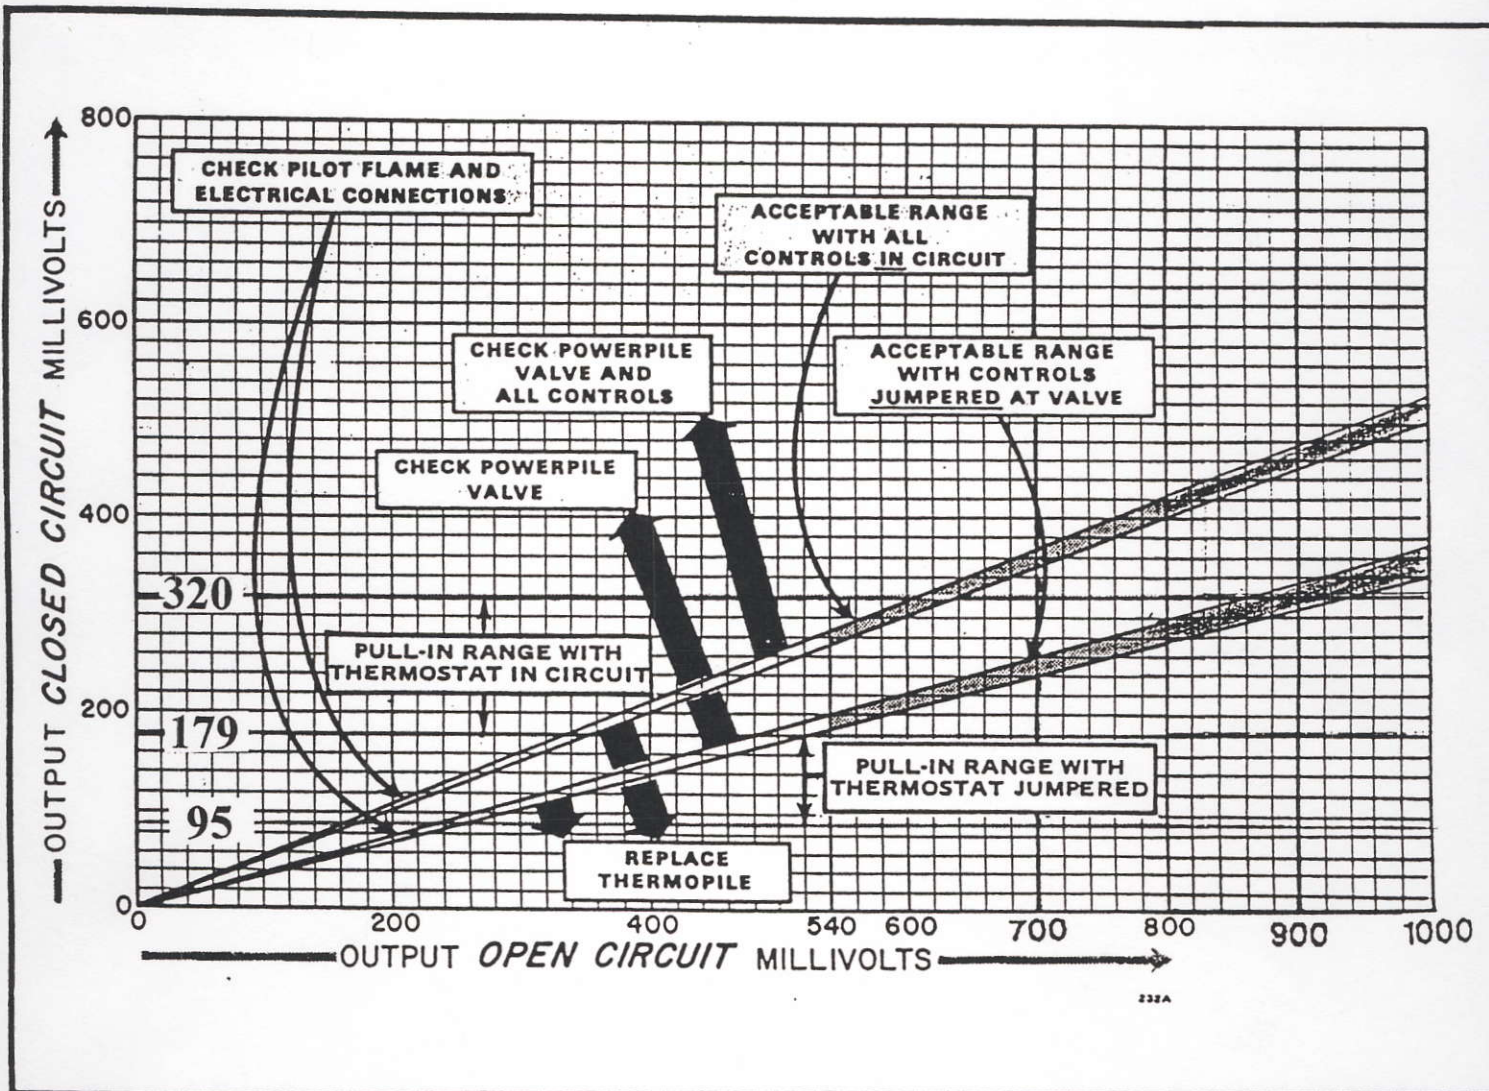 800
600
400
200
0
OUTPUT CLOSED CIRCUIT MILLIVOLTS
CHECK PILOT FLAME AND
ELECTRICAL CONNECTIONS
ACCEPTABLE RANGE
WITH ALL
CONTROLS IN CIRCUIT
CHECK POWERPILE
VALVE AND
ALL CONTROLS
ACCEPTABLE RANGE
WITH CONTROLS
JUMPERED AT VALVE
CHECK POWERPILE
VALVE
320
PULL-IN RANGE WITH
THERMOSTAT IN CIRCUIT
179
PULL-IN RANGE WITH
THERMOSTAT JUMPERED
95
REPLACE
THERMOPILE
0 200 400 540 600 700 800 900 1000
OUTPUT OPEN CIRCUIT MILLIVOLTS
232A